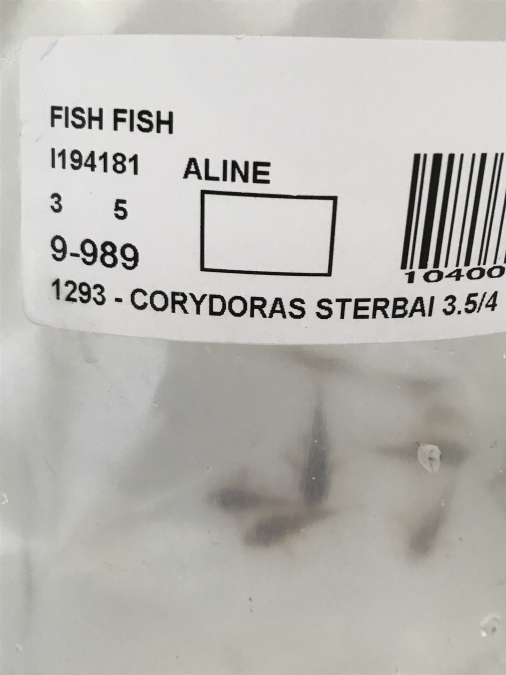 FISH FISH
I194181 ALINE
3 5
9-989
10400
1293 - CORYDORAS STERBAI 3.5/4